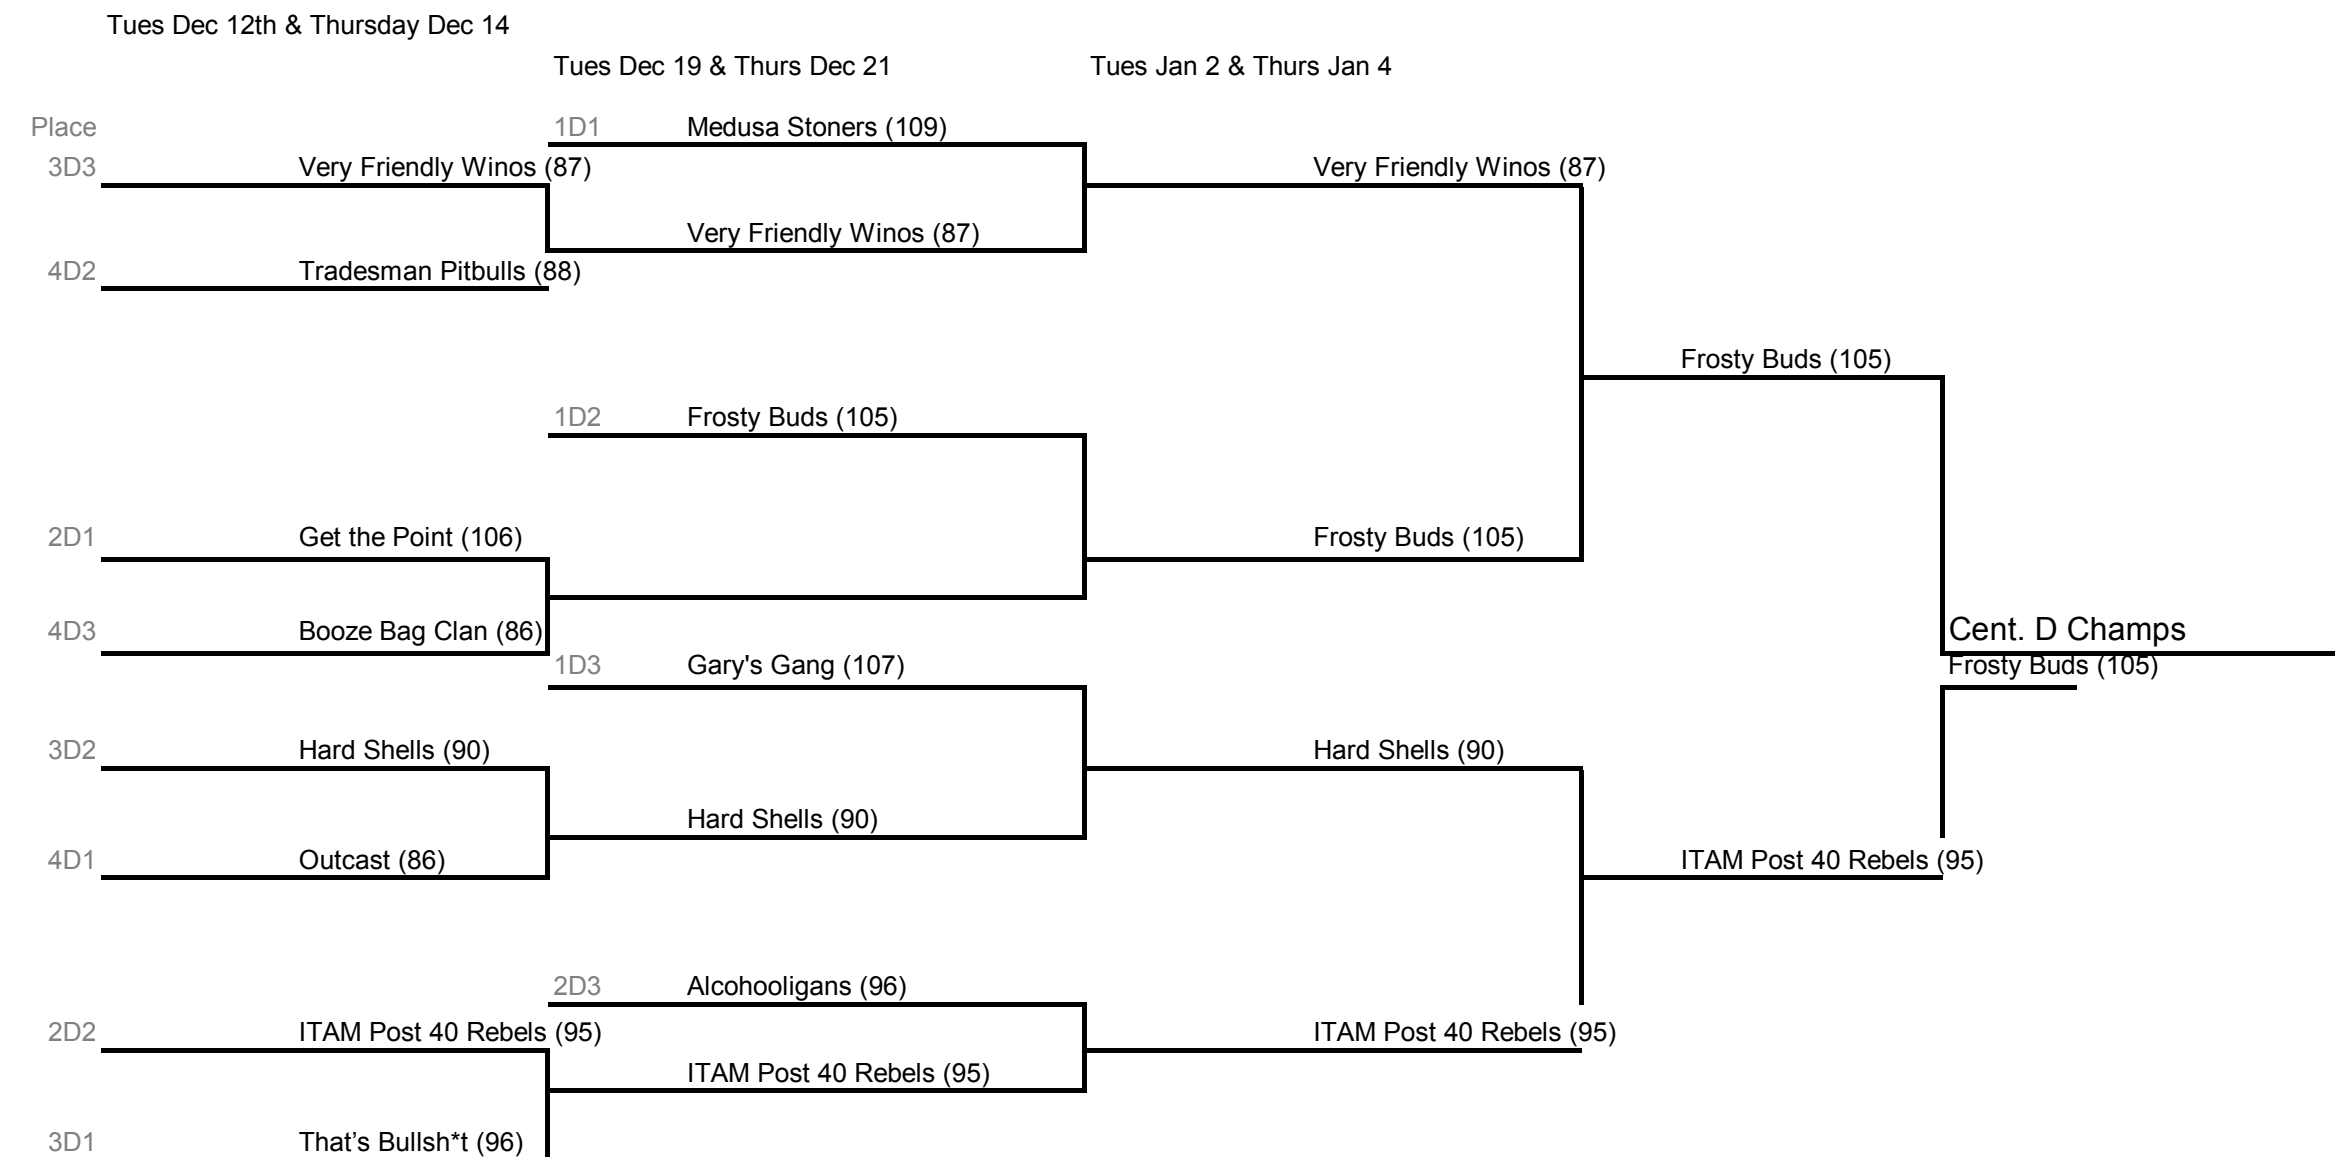 Tues Dec 12th & Thursday Dec 14
Tues Dec 19 & Thurs Dec 21
Tues Jan 2 & Thurs Jan 4
Place
1D1
Medusa Stoners (109)
3D3
Very Friendly Winos (87)
Very Friendly Winos (87)
Very Friendly Winos (87)
4D2
Tradesman Pitbulls (88)
Frosty Buds (105)
1D2
Frosty Buds (105)
2D1
Get the Point (106)
Frosty Buds (105)
4D3
Booze Bag Clan (86)
Cent. D Champs
1D3
Gary's Gang (107)
Frosty Buds (105)
3D2
Hard Shells (90)
Hard Shells (90)
Hard Shells (90)
4D1
Outcast (86)
ITAM Post 40 Rebels (95)
2D3
Alcohooligans (96)
2D2
ITAM Post 40 Rebels (95)
ITAM Post 40 Rebels (95)
ITAM Post 40 Rebels (95)
3D1
That’s Bullsh*t (96)